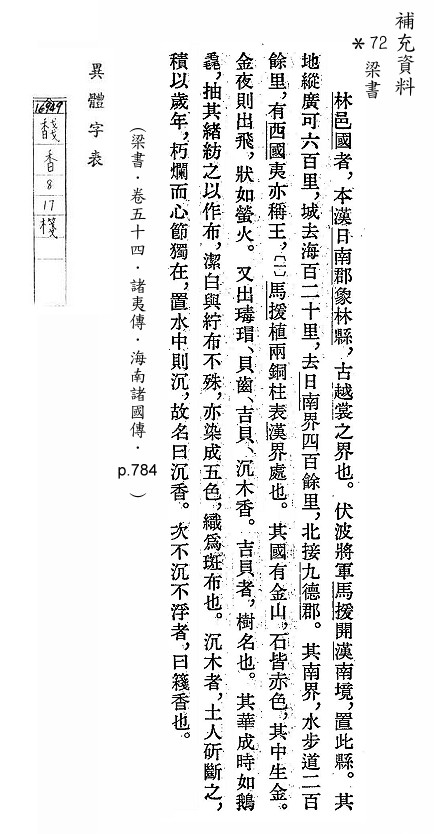 補充資料
＊72 梁書
林邑國者，本漢日南郡象林縣，古越裳之界也。伏波將軍馬援開漢南境，置此縣。其
地縱廣可六百里，城去海百二十里，去日南界四百餘里，北接九德郡。其南界，水步道二百
餘里，有西國夷亦稱王，〔一〕馬援植兩銅柱表漢界處也。其國有金山，石皆赤色，其中生金。
金夜則出飛，狀如螢火。又出瑇瑁、貝齒、吉貝、沉木香。吉貝者，樹名也。其華成時如鵝
毳，抽其緒紡之以作布，潔白與紵布不殊，亦染成五色，織爲斑布也。沉木者，土人斫斷之，
積以歲年，朽爛而心節獨在，置水中則沉，故名曰沉香。次不沉不浮者，曰䉔香也。
（梁書．卷五十四．諸夷傳．海南諸國傳．p.784）
異體字表
16949
馢
香
8
17
棧